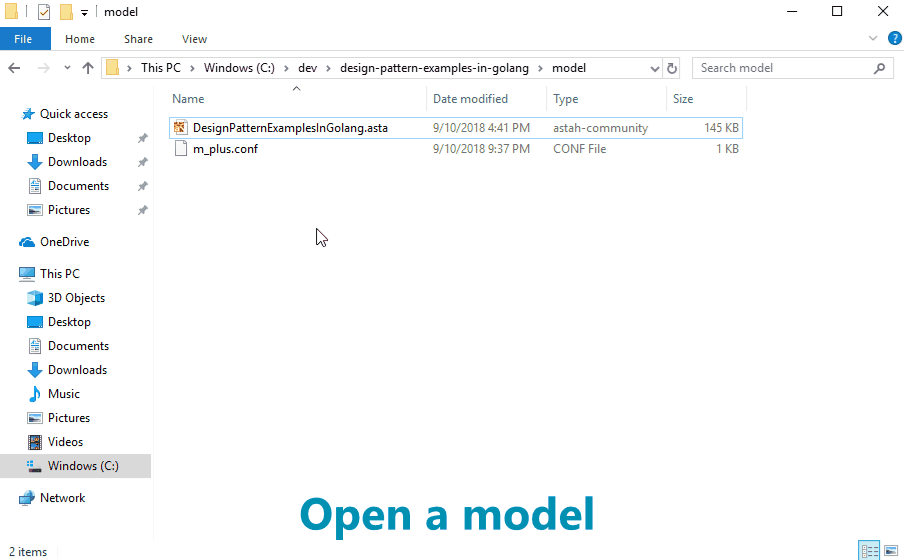 model
File Home Share View
This PC Windows (C:) dev design-pattern-examples-in-golang model Search model
Name Date modified Type Size
Quick access
Desktop
Downloads
Documents
Pictures
OneDrive
This PC
3D Objects
Desktop
Documents
Downloads
Music
Pictures
Videos
Windows (C:)
Network
DesignPatternExamplesInGolang.asta 9/10/2018 4:41 PM astah-community 145 KB
m_plus.conf 9/10/2018 9:37 PM CONF File 1 KB
Open a model
2 items